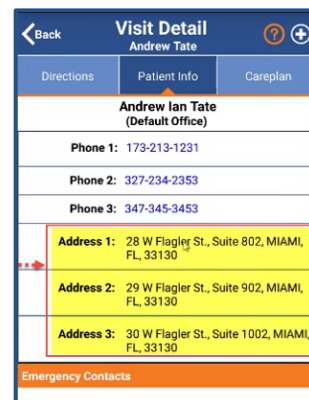 Back
Visit Detail
Andrew Tate
?
Directions
Patient Info
Careplan
Andrew Ian Tate
(Default Office)
Phone 1: 173-213-1231
Phone 2: 327-234-2353
Phone 3: 347-345-3453
Address 1: 28 W Flagler St., Suite 802, MIAMI,
FL, 33130
Address 2: 29 W Flagler St., Suite 902, MIAMI,
FL, 33130
Address 3: 30 W Flagler St., Suite 1002, MIAMI,
FL, 33130
Emergency Contacts